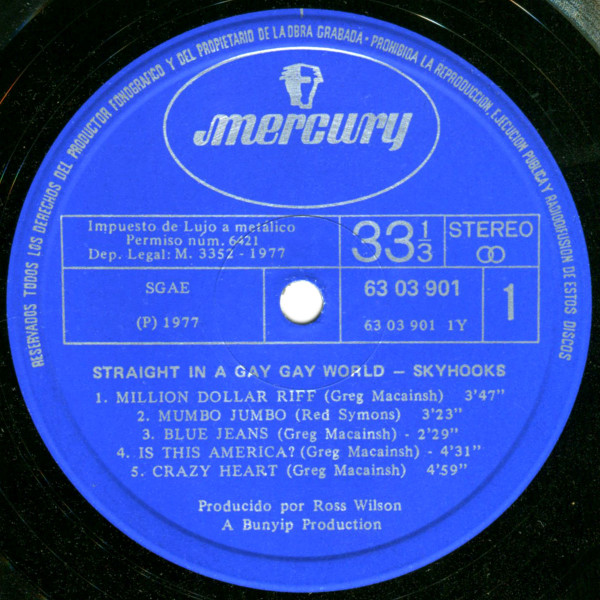 RESERVADOS TODOS LOS DERECHOS DEL PRODUCTOR FONOGRAFICO Y DEL PROPIETARIO DE LA OBRA GRABADA • PROHIBIDA LA REPRODUCCION, EJECUCION PUBLICA Y RADIODIFUSION DE ESTOS DISCOS
mercury
Impuesto de Lujo a metálico
Permiso núm. 6421
Dep. Legal: M. 3352 - 1977
33 1/3
STEREO
SGAE
(P) 1977
63 03 901
63 03 901 1Y
1
STRAIGHT IN A GAY GAY WORLD – SKYHOOKS
1. MILLION DOLLAR RIFF (Greg Macainsh) 3'47"
2. MUMBO JUMBO (Red Symons) 3'23"
3. BLUE JEANS (Greg Macainsh) - 2'29"
4. IS THIS AMERICA? (Greg Macainsh) - 4'31"
5. CRAZY HEART (Greg Macainsh) 4'59"
Producido por Ross Wilson
A Bunyip Production